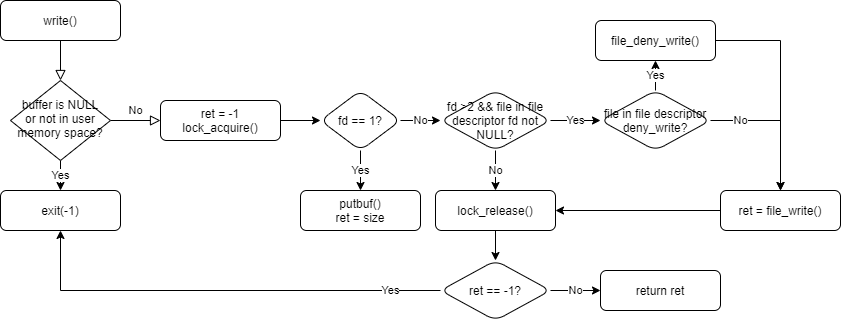 write()
file_deny_write()
Yes
buffer is NULL
or not in user
memory space?
No
ret = -1
lock_acquire()
fd == 1?
No
fd >2 && file in file
descriptor fd not
NULL?
Yes
file in file descriptor
deny_write?
No
Yes
Yes
No
exit(-1)
putbuf()
ret = size
lock_release()
ret = file_write()
Yes
ret == -1?
No
return ret